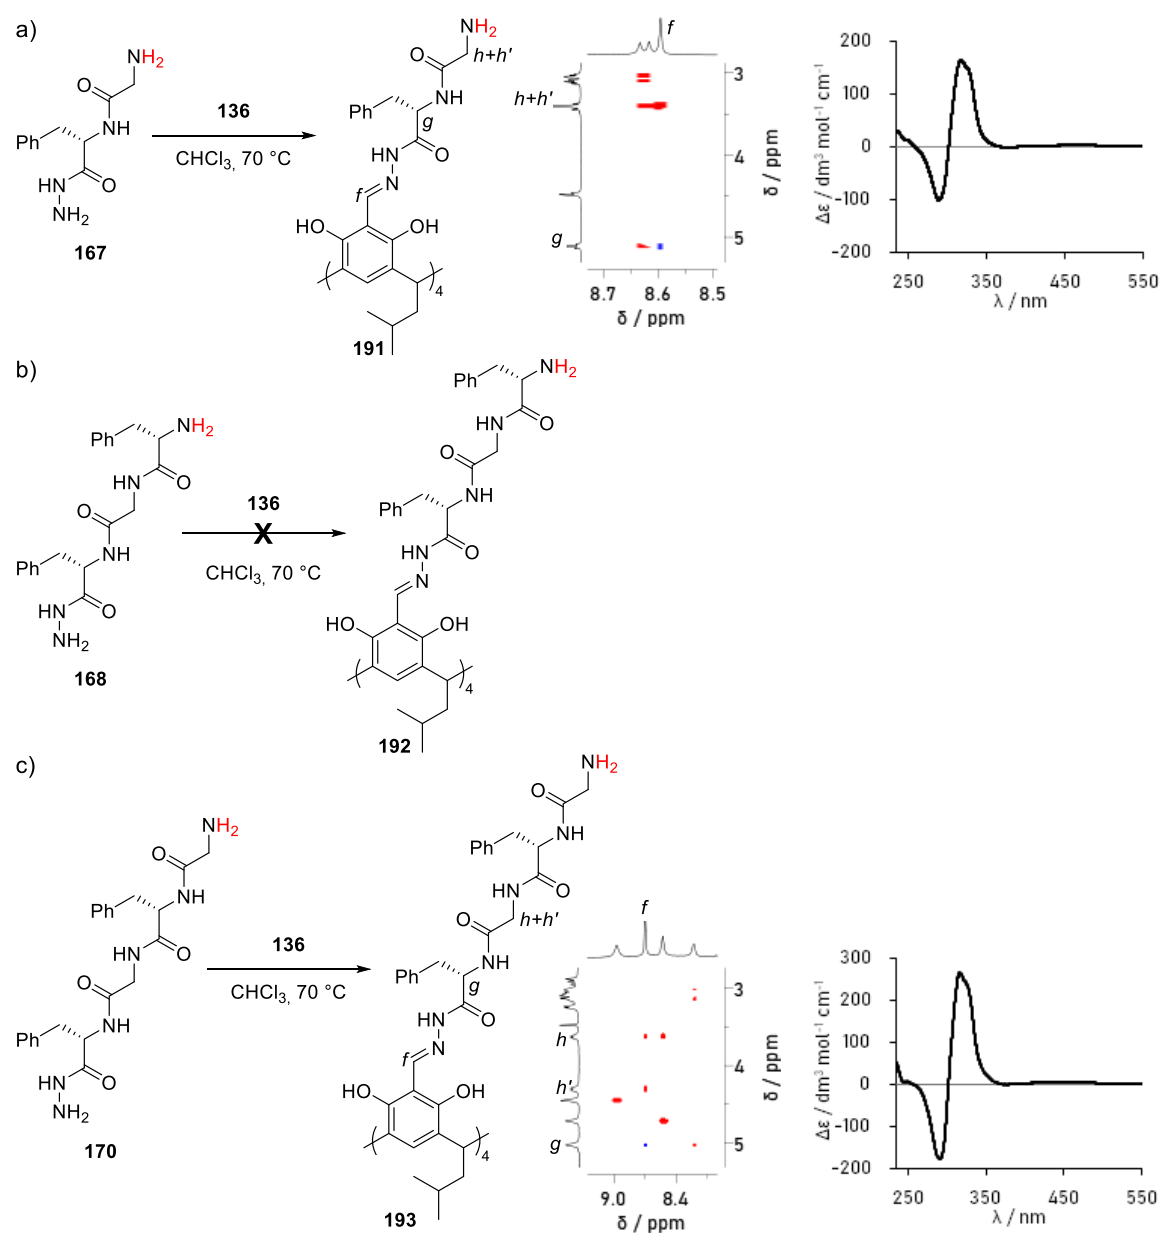 a)
NH2
O
NH
Ph
HN
O
NH2
167
136
CHCl3, 70 °C
NH2
h+h'
O
NH
Ph
g
HN
O
N
f
HO
OH
4
191
f
h+h'
g
3
4
5
δ / ppm
8.7 8.6 8.5
δ / ppm
200
100
0
-100
-200
Δε / dm³ mol⁻¹ cm⁻¹
250 350 450 550
λ / nm
b)
Ph
NH2
HN
O
O
NH
Ph
HN
O
NH2
168
136
X
CHCl3, 70 °C
Ph
NH2
HN
O
O
NH
Ph
HN
O
N
HO
OH
4
192
c)
NH2
O
NH
Ph
HN
O
O
NH
Ph
HN
O
NH2
170
136
CHCl3, 70 °C
NH2
O
NH
Ph
HN
O
h+h'
O
NH
Ph
g
HN
O
N
f
HO
OH
4
193
f
h
h'
g
3
4
5
δ / ppm
9.0 8.4
δ / ppm
300
200
100
0
-100
-200
Δε / dm³ mol⁻¹ cm⁻¹
250 350 450 550
λ / nm